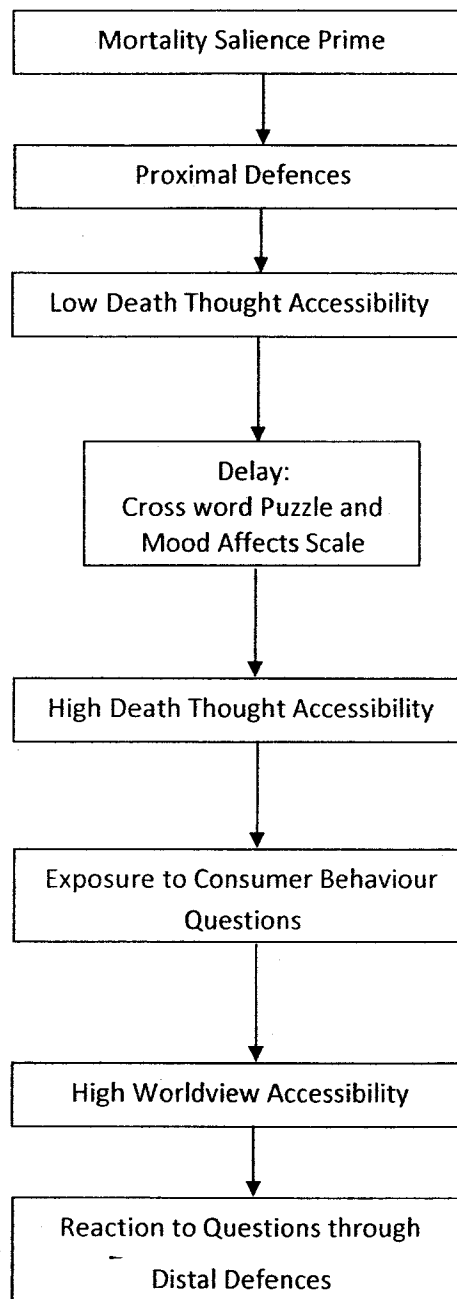 Mortality Salience Prime
Proximal Defences
Low Death Thought Accessibility
Delay:
Cross word Puzzle and
Mood Affects Scale
High Death Thought Accessibility
Exposure to Consumer Behaviour
Questions
High Worldview Accessibility
Reaction to Questions through
Distal Defences